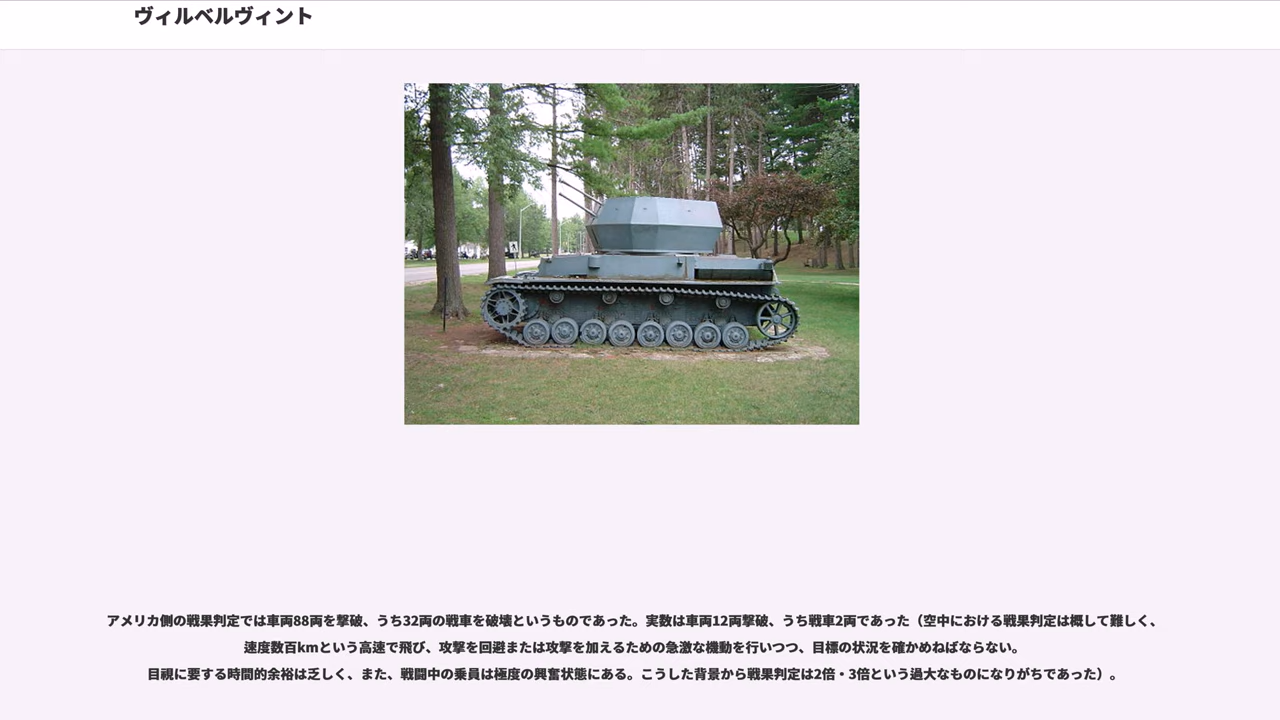 ヴィルベルヴィント
アメリカ側の戦果判定では車両88両を撃破、うち32両の戦車を破壊というものであった。実数は車両12両撃破、うち戦車2両であった（空中における戦果判定は概して難しく、
速度数百kmという高速で飛び、攻撃を回避または攻撃を加えるための急激な機動を行いつつ、目標の状況を確かめねばならない。
目視に要する時間的余裕は乏しく、また、戦闘中の乗員は極度の興奮状態にある。こうした背景から戦果判定は2倍・3倍という過大なものになりがちであった）。